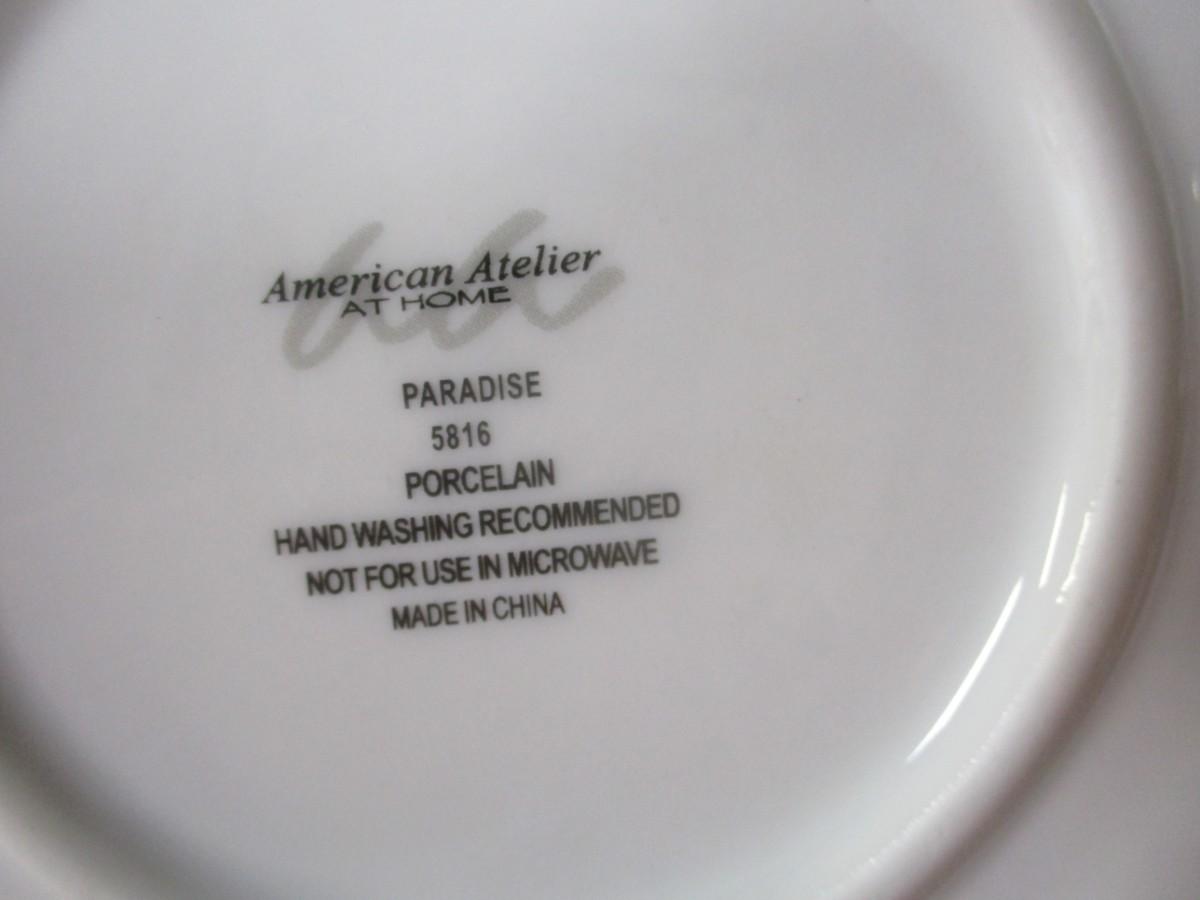 American Atelier
AT HOME
PARADISE
5816
PORCELAIN
HAND WASHING RECOMMENDED
NOT FOR USE IN MICROWAVE
MADE IN CHINA